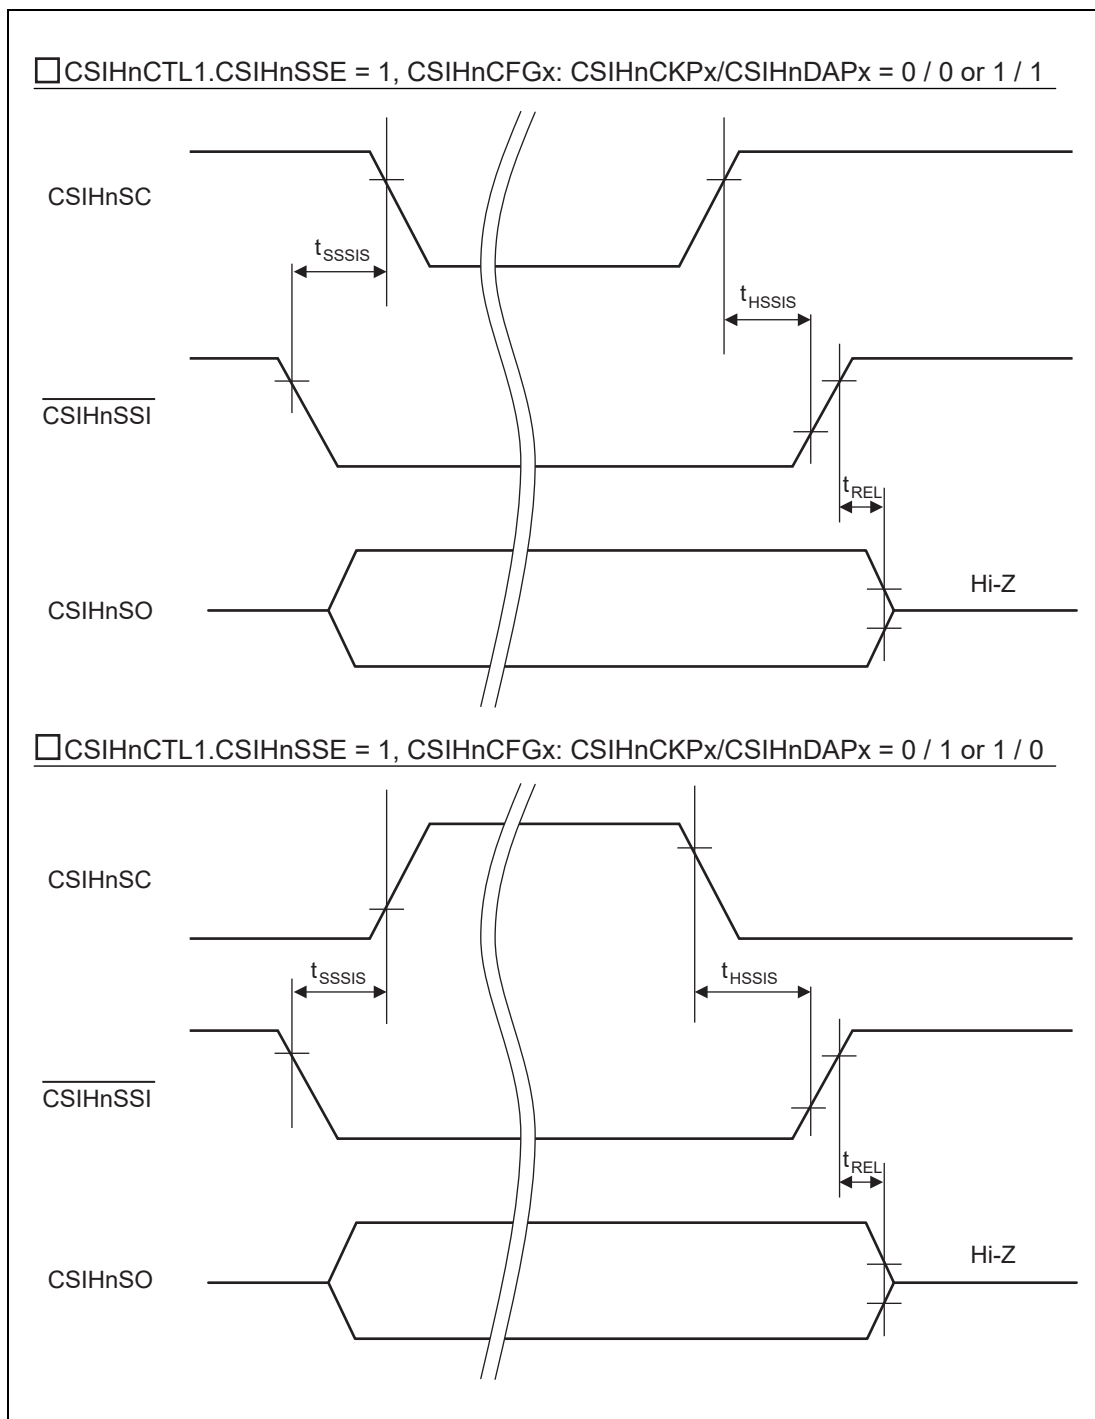 □CSIHnCTL1.CSIHnSSE = 1, CSIHnCFGx: CSIHnCKPx/CSIHnDAPx = 0 / 0 or 1 / 1
CSIHnSC
tSSSIS
tHSSIS
CSIHnSSI
tREL
CSIHnSO
Hi-Z
□CSIHnCTL1.CSIHnSSE = 1, CSIHnCFGx: CSIHnCKPx/CSIHnDAPx = 0 / 1 or 1 / 0
CSIHnSC
tSSSIS
tHSSIS
CSIHnSSI
tREL
CSIHnSO
Hi-Z